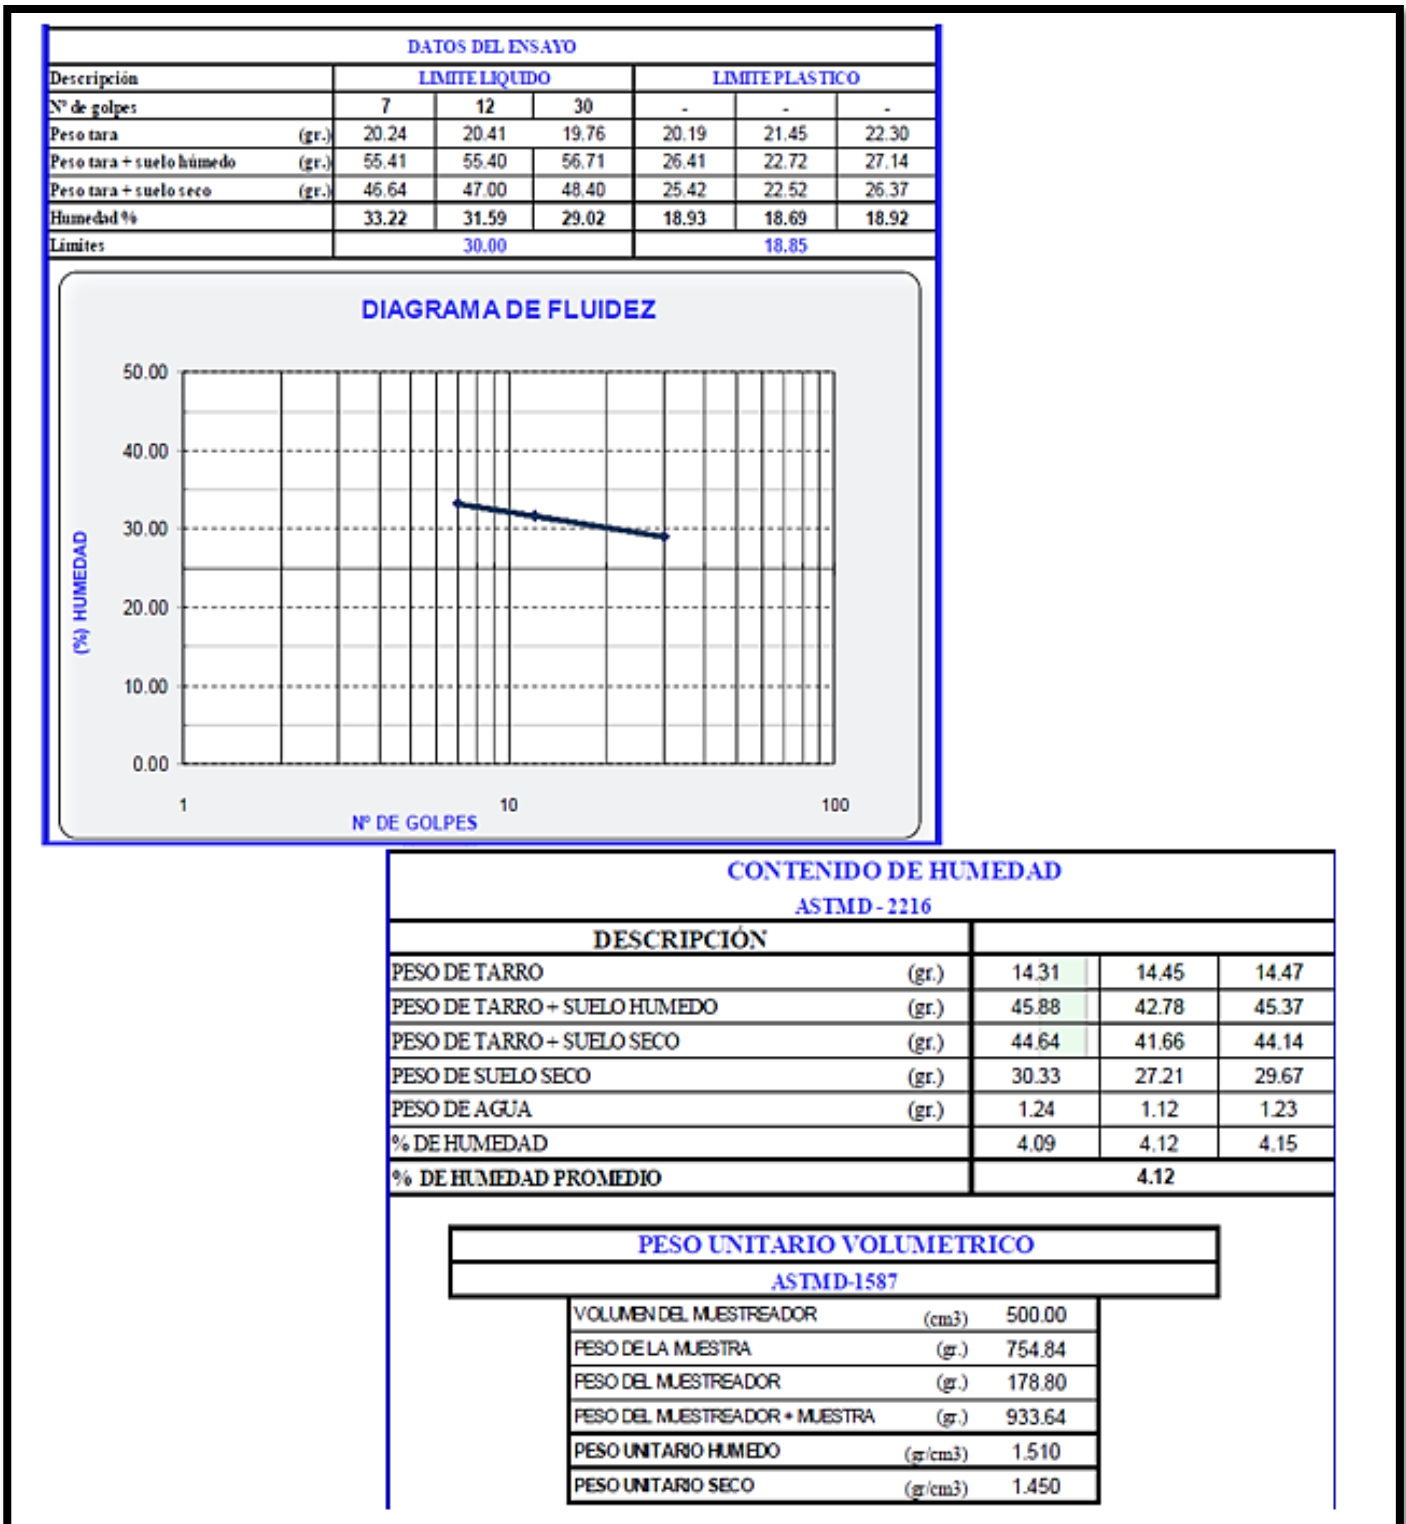 DATOS DEL ENSAYO
Descripción LIMITE LIQUIDO LIMITE PLASTICO
Nº de golpes 7 12 30 - - -
Peso tara (gr.) 20.24 20.41 19.76 20.19 21.45 22.30
Peso tara + suelo húmedo (gr.) 55.41 55.40 56.71 26.41 22.72 27.14
Peso tara + suelo seco (gr.) 46.64 47.00 48.40 25.42 22.52 26.37
Humedad % 33.22 31.59 29.02 18.93 18.69 18.92
Límites 30.00 18.85
DIAGRAMA DE FLUIDEZ
50.00
40.00
30.00
20.00
10.00
0.00
(%) HUMEDAD
1 10 100
Nº DE GOLPES
CONTENIDO DE HUMEDAD
ASTM D - 2216
DESCRIPCIÓN
PESO DE TARRO (gr.) 14.31 14.45 14.47
PESO DE TARRO + SUELO HUMEDO (gr.) 45.88 42.78 45.37
PESO DE TARRO + SUELO SECO (gr.) 44.64 41.66 44.14
PESO DE SUELO SECO (gr.) 30.33 27.21 29.67
PESO DE AGUA (gr.) 1.24 1.12 1.23
% DE HUMEDAD 4.09 4.12 4.15
% DE HUMEDAD PROMEDIO 4.12
PESO UNITARIO VOLUMETRICO
ASTM D-1587
VOLUMEN DEL MUESTREADOR (cm3) 500.00
PESO DE LA MUESTRA (gr.) 754.84
PESO DEL MUESTREADOR (gr.) 178.80
PESO DEL MUESTREADOR + MUESTRA (gr.) 933.64
PESO UNITARIO HUMEDO (gr/cm3) 1.510
PESO UNITARIO SECO (gr/cm3) 1.450